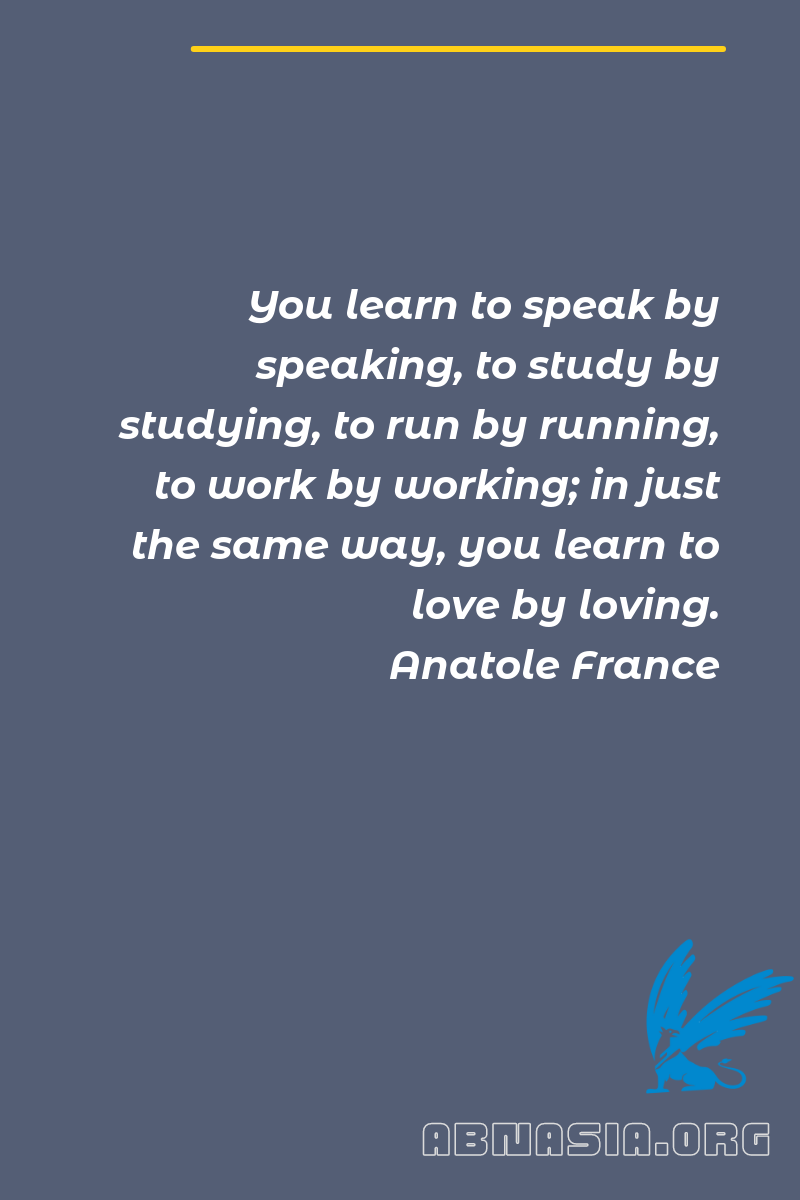 You learn to speak by
speaking, to study by
studying, to run by running,
to work by working; in just
the same way, you learn to
love by loving.
Anatole France
ABNASIA.ORG